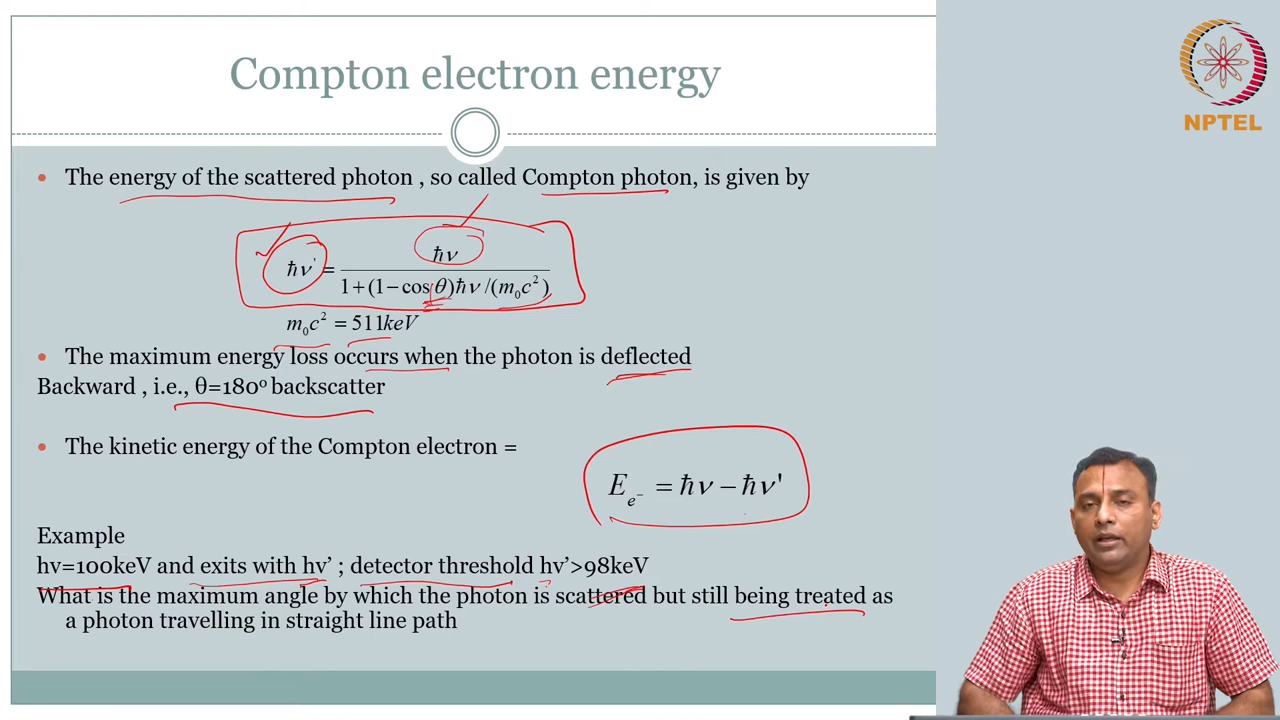 Compton electron energy
NPTEL
• The energy of the scattered photon , so called Compton photon, is given by
ħν' = ħν / 1+(1−cosθ)ħν/(m₀c²)
m₀c² = 511keV
• The maximum energy loss occurs when the photon is deflected
Backward , i.e., θ=180º backscatter
• The kinetic energy of the Compton electron =
E_e⁻ = ħν − ħν'
Example
hν=100keV and exits with hν’ ; detector threshold hν’>98keV
What is the maximum angle by which the photon is scattered but still being treated as
a photon travelling in straight line path